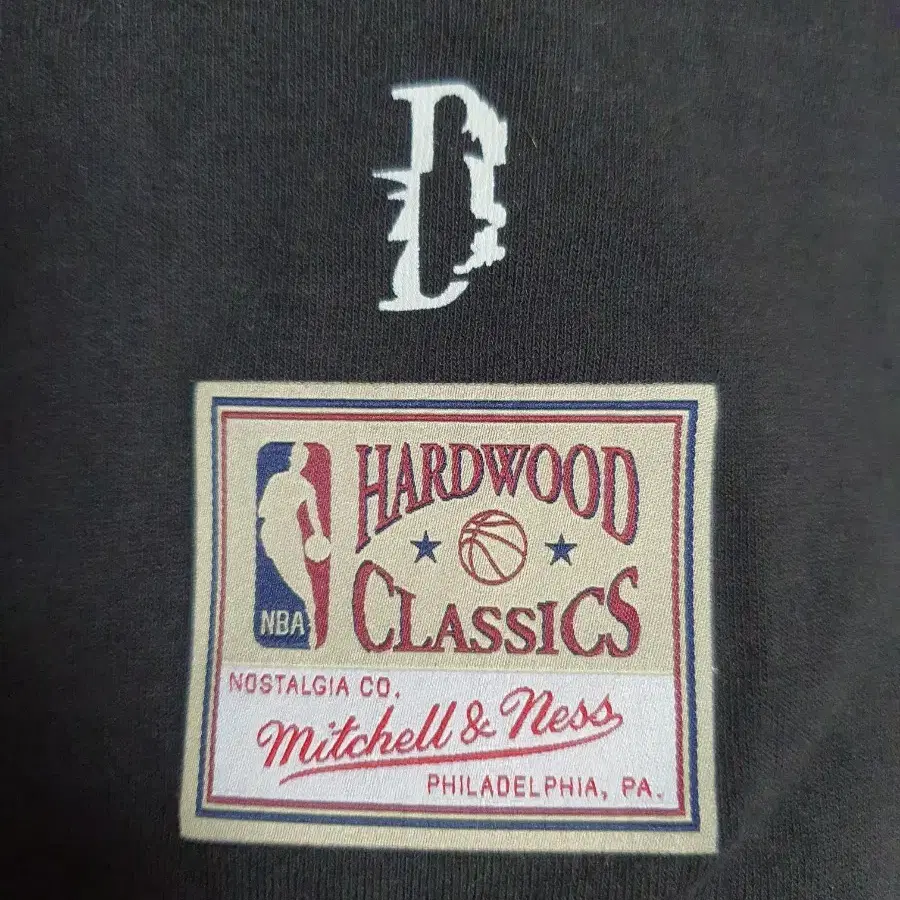 D
HARDWOOD
CLASSICS
NBA
NOSTALGIA CO.
Mitchell & Ness
PHILADELPHIA, PA.